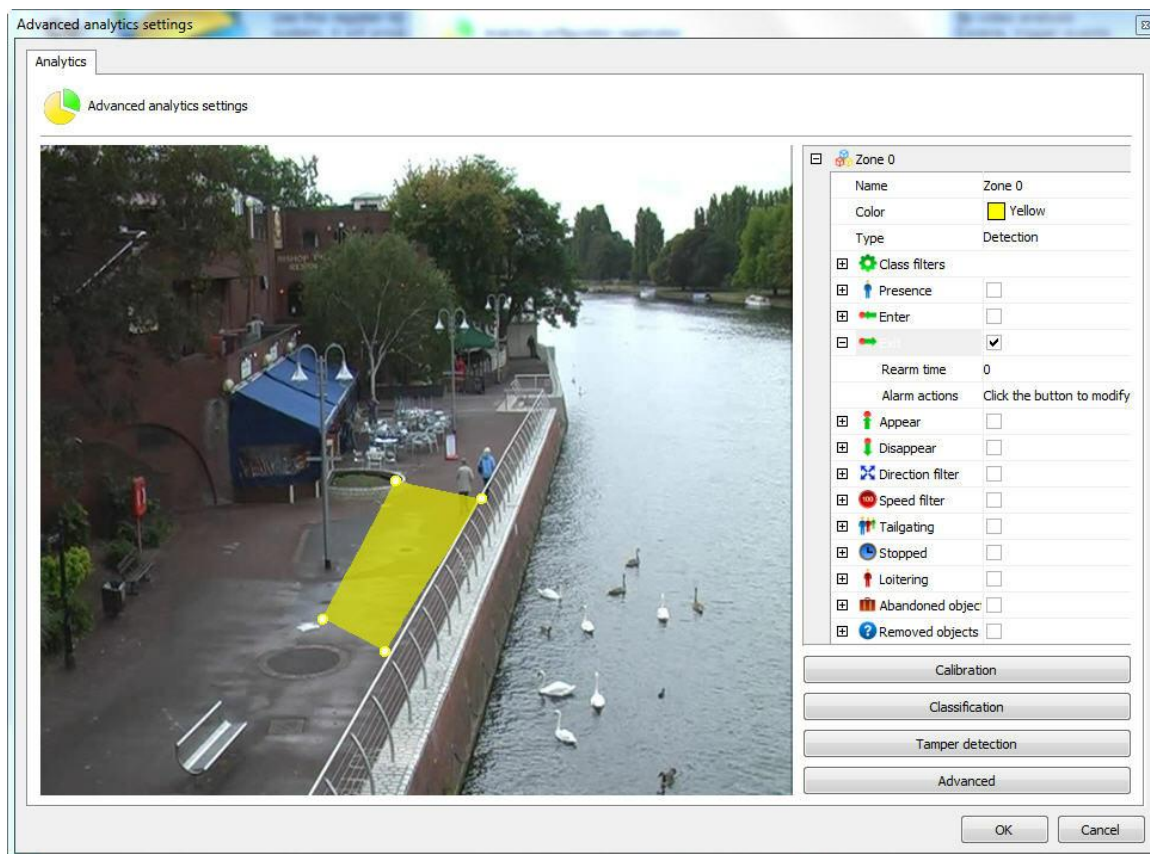 Advanced analytics settings
Analytics
Advanced analytics settings
Zone 0
Name Zone 0
Color Yellow
Type Detection
Class filters
Presence
Enter
Exit
Rearm time 0
Alarm actions Click the button to modify
Appear
Disappear
Direction filter
100 Speed filter
Tailgating
Stopped
Loitering
Abandoned objec
Removed objects
Calibration
Classification
Tamper detection
Advanced
OK Cancel
BISHOP